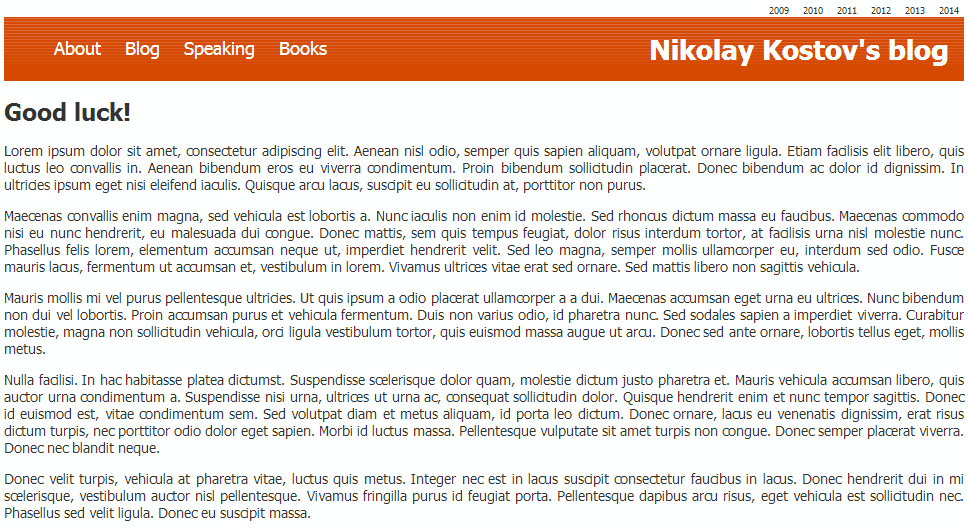 2009 2010 2011 2012 2013 2014
About Blog Speaking Books Nikolay Kostov's blog
Good luck!
Lorem ipsum dolor sit amet, consectetur adipiscing elit. Aenean nisl odio, semper quis sapien aliquam, volutpat ornare ligula. Etiam facilisis elit libero, quis
luctus leo convallis in. Aenean bibendum eros eu viverra condimentum. Proin bibendum sollicitudin placerat. Donec bibendum ac dolor id dignissim. In
ultricies ipsum eget nisi eleifend iaculis. Quisque arcu lacus, suscipit eu sollicitudin at, porttitor non purus.
Maecenas convallis enim magna, sed vehicula est lobortis a. Nunc iaculis non enim id molestie. Sed rhoncus dictum massa eu faucibus. Maecenas commodo
nisi eu nunc hendrerit, eu malesuada dui congue. Donec mattis, sem quis tempus feugiat, dolor risus interdum tortor, at facilisis urna nisl molestie nunc.
Phasellus felis lorem, elementum accumsan neque ut, imperdiet hendrerit velit. Sed leo magna, semper mollis ullamcorper eu, interdum sed odio. Fusce
mauris lacus, fermentum ut accumsan et, vestibulum in lorem. Vivamus ultrices vitae erat sed ornare. Sed mattis libero non sagittis vehicula.
Mauris mollis mi vel purus pellentesque ultricies. Ut quis ipsum a odio placerat ullamcorper a a dui. Maecenas accumsan eget urna eu ultrices. Nunc bibendum
non dui vel lobortis. Proin accumsan purus et vehicula fermentum. Duis non varius odio, id pharetra nunc. Sed sodales sapien a imperdiet viverra. Curabitur
molestie, magna non sollicitudin vehicula, orci ligula vestibulum tortor, quis euismod massa augue ut arcu. Donec sed ante ornare, lobortis tellus eget, mollis
metus.
Nulla facilisi. In hac habitasse platea dictumst. Suspendisse scelerisque dolor quam, molestie dictum justo pharetra et. Mauris vehicula accumsan libero, quis
auctor urna condimentum a. Suspendisse nisi urna, ultrices ut urna ac, consequat sollicitudin dolor. Quisque hendrerit enim et nunc tempor sagittis. Donec
id euismod est, vitae condimentum sem. Sed volutpat diam et metus aliquam, id porta leo dictum. Donec ornare, lacus eu venenatis dignissim, erat risus
dictum turpis, nec porttitor odio dolor eget sapien. Morbi id luctus massa. Pellentesque vulputate sit amet turpis non congue. Donec semper placerat viverra.
Donec nec blandit neque.
Donec velit turpis, vehicula at pharetra vitae, luctus quis metus. Integer nec est in lacus suscipit consectetur faucibus in lacus. Donec hendrerit dui in mi
scelerisque, vestibulum auctor nisl pellentesque. Vivamus fringilla purus id feugiat porta. Pellentesque dapibus arcu risus, eget vehicula est sollicitudin nec.
Phasellus sed velit ligula. Donec eu suscipit massa.